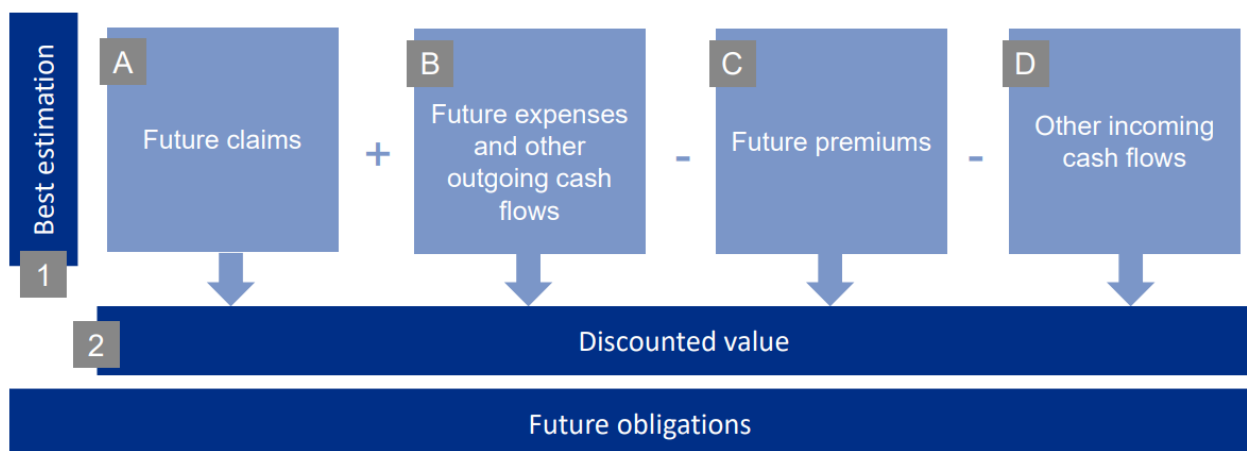 Best estimation
1
A
Future claims
+
B
Future expenses
and other
outgoing cash
flows
-
C
Future premiums
-
D
Other incoming
cash flows
2
Discounted value
Future obligations